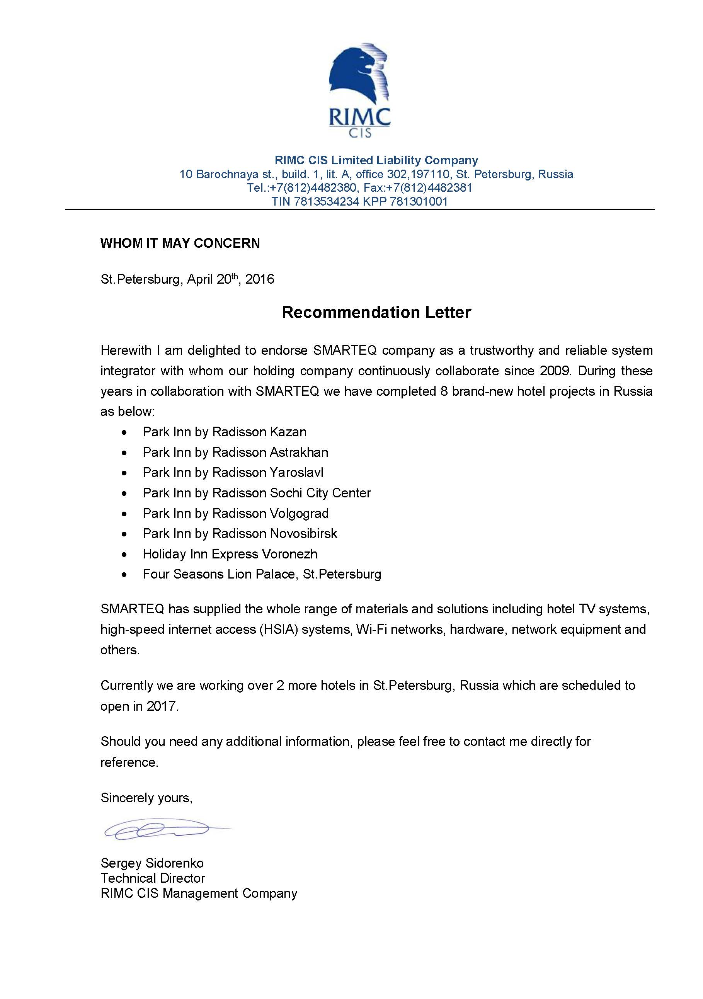 RIMC
CIS
RIMC CIS Limited Liability Company
10 Barochnaya st., build. 1, lit. A, office 302,197110, St. Petersburg, Russia
Tel.:+7(812)4482380, Fax:+7(812)4482381
TIN 7813534234 KPP 781301001
WHOM IT MAY CONCERN
St.Petersburg, April 20th, 2016
Recommendation Letter
Herewith I am delighted to endorse SMARTEQ company as a trustworthy and reliable system
integrator with whom our holding company continuously collaborate since 2009. During these
years in collaboration with SMARTEQ we have completed 8 brand-new hotel projects in Russia
as below:
• Park Inn by Radisson Kazan
• Park Inn by Radisson Astrakhan
• Park Inn by Radisson Yaroslavl
• Park Inn by Radisson Sochi City Center
• Park Inn by Radisson Volgograd
• Park Inn by Radisson Novosibirsk
• Holiday Inn Express Voronezh
• Four Seasons Lion Palace, St.Petersburg
SMARTEQ has supplied the whole range of materials and solutions including hotel TV systems,
high-speed internet access (HSIA) systems, Wi-Fi networks, hardware, network equipment and
others.
Currently we are working over 2 more hotels in St.Petersburg, Russia which are scheduled to
open in 2017.
Should you need any additional information, please feel free to contact me directly for
reference.
Sincerely yours,
Sergey Sidorenko
Technical Director
RIMC CIS Management Company